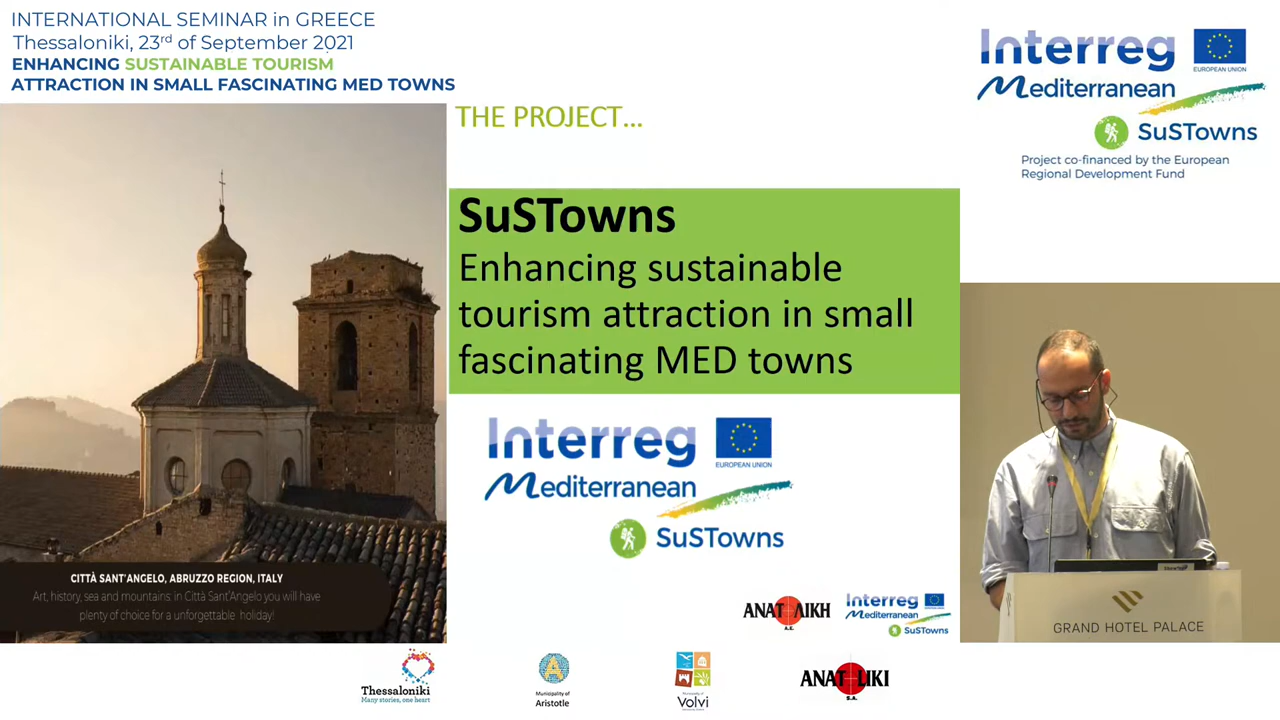 INTERNATIONAL SEMINAR in GREECE
Thessaloniki, 23rd of September 2021
ENHANCING SUSTAINABLE TOURISM
ATTRACTION IN SMALL FASCINATING MED TOWNS
Interreg
EUROPEAN UNION
Mediterranean
SuSTowns
Project co-financed by the European
Regional Development Fund
THE PROJECT...
SuSTowns
Enhancing sustainable
tourism attraction in small
fascinating MED towns
Interreg
EUROPEAN UNION
Mediterranean
SuSTowns
CITTÀ SANT'ANGELO, ABRUZZO REGION, ITALY
Art, history, sea and mountains: in Città Sant'Angelo you will have
plenty of choice for a unforgettable holiday!
ΑΝΑΤΟΛΙΚΗ
Α.Ε.
Interreg
Mediterranean
SuSTowns
GRAND HOTEL PALACE
Thessaloniki
Many stories, one heart
Municipality of
Aristotle
Municipality of
Volvi
ANATOLIKI
S.A.